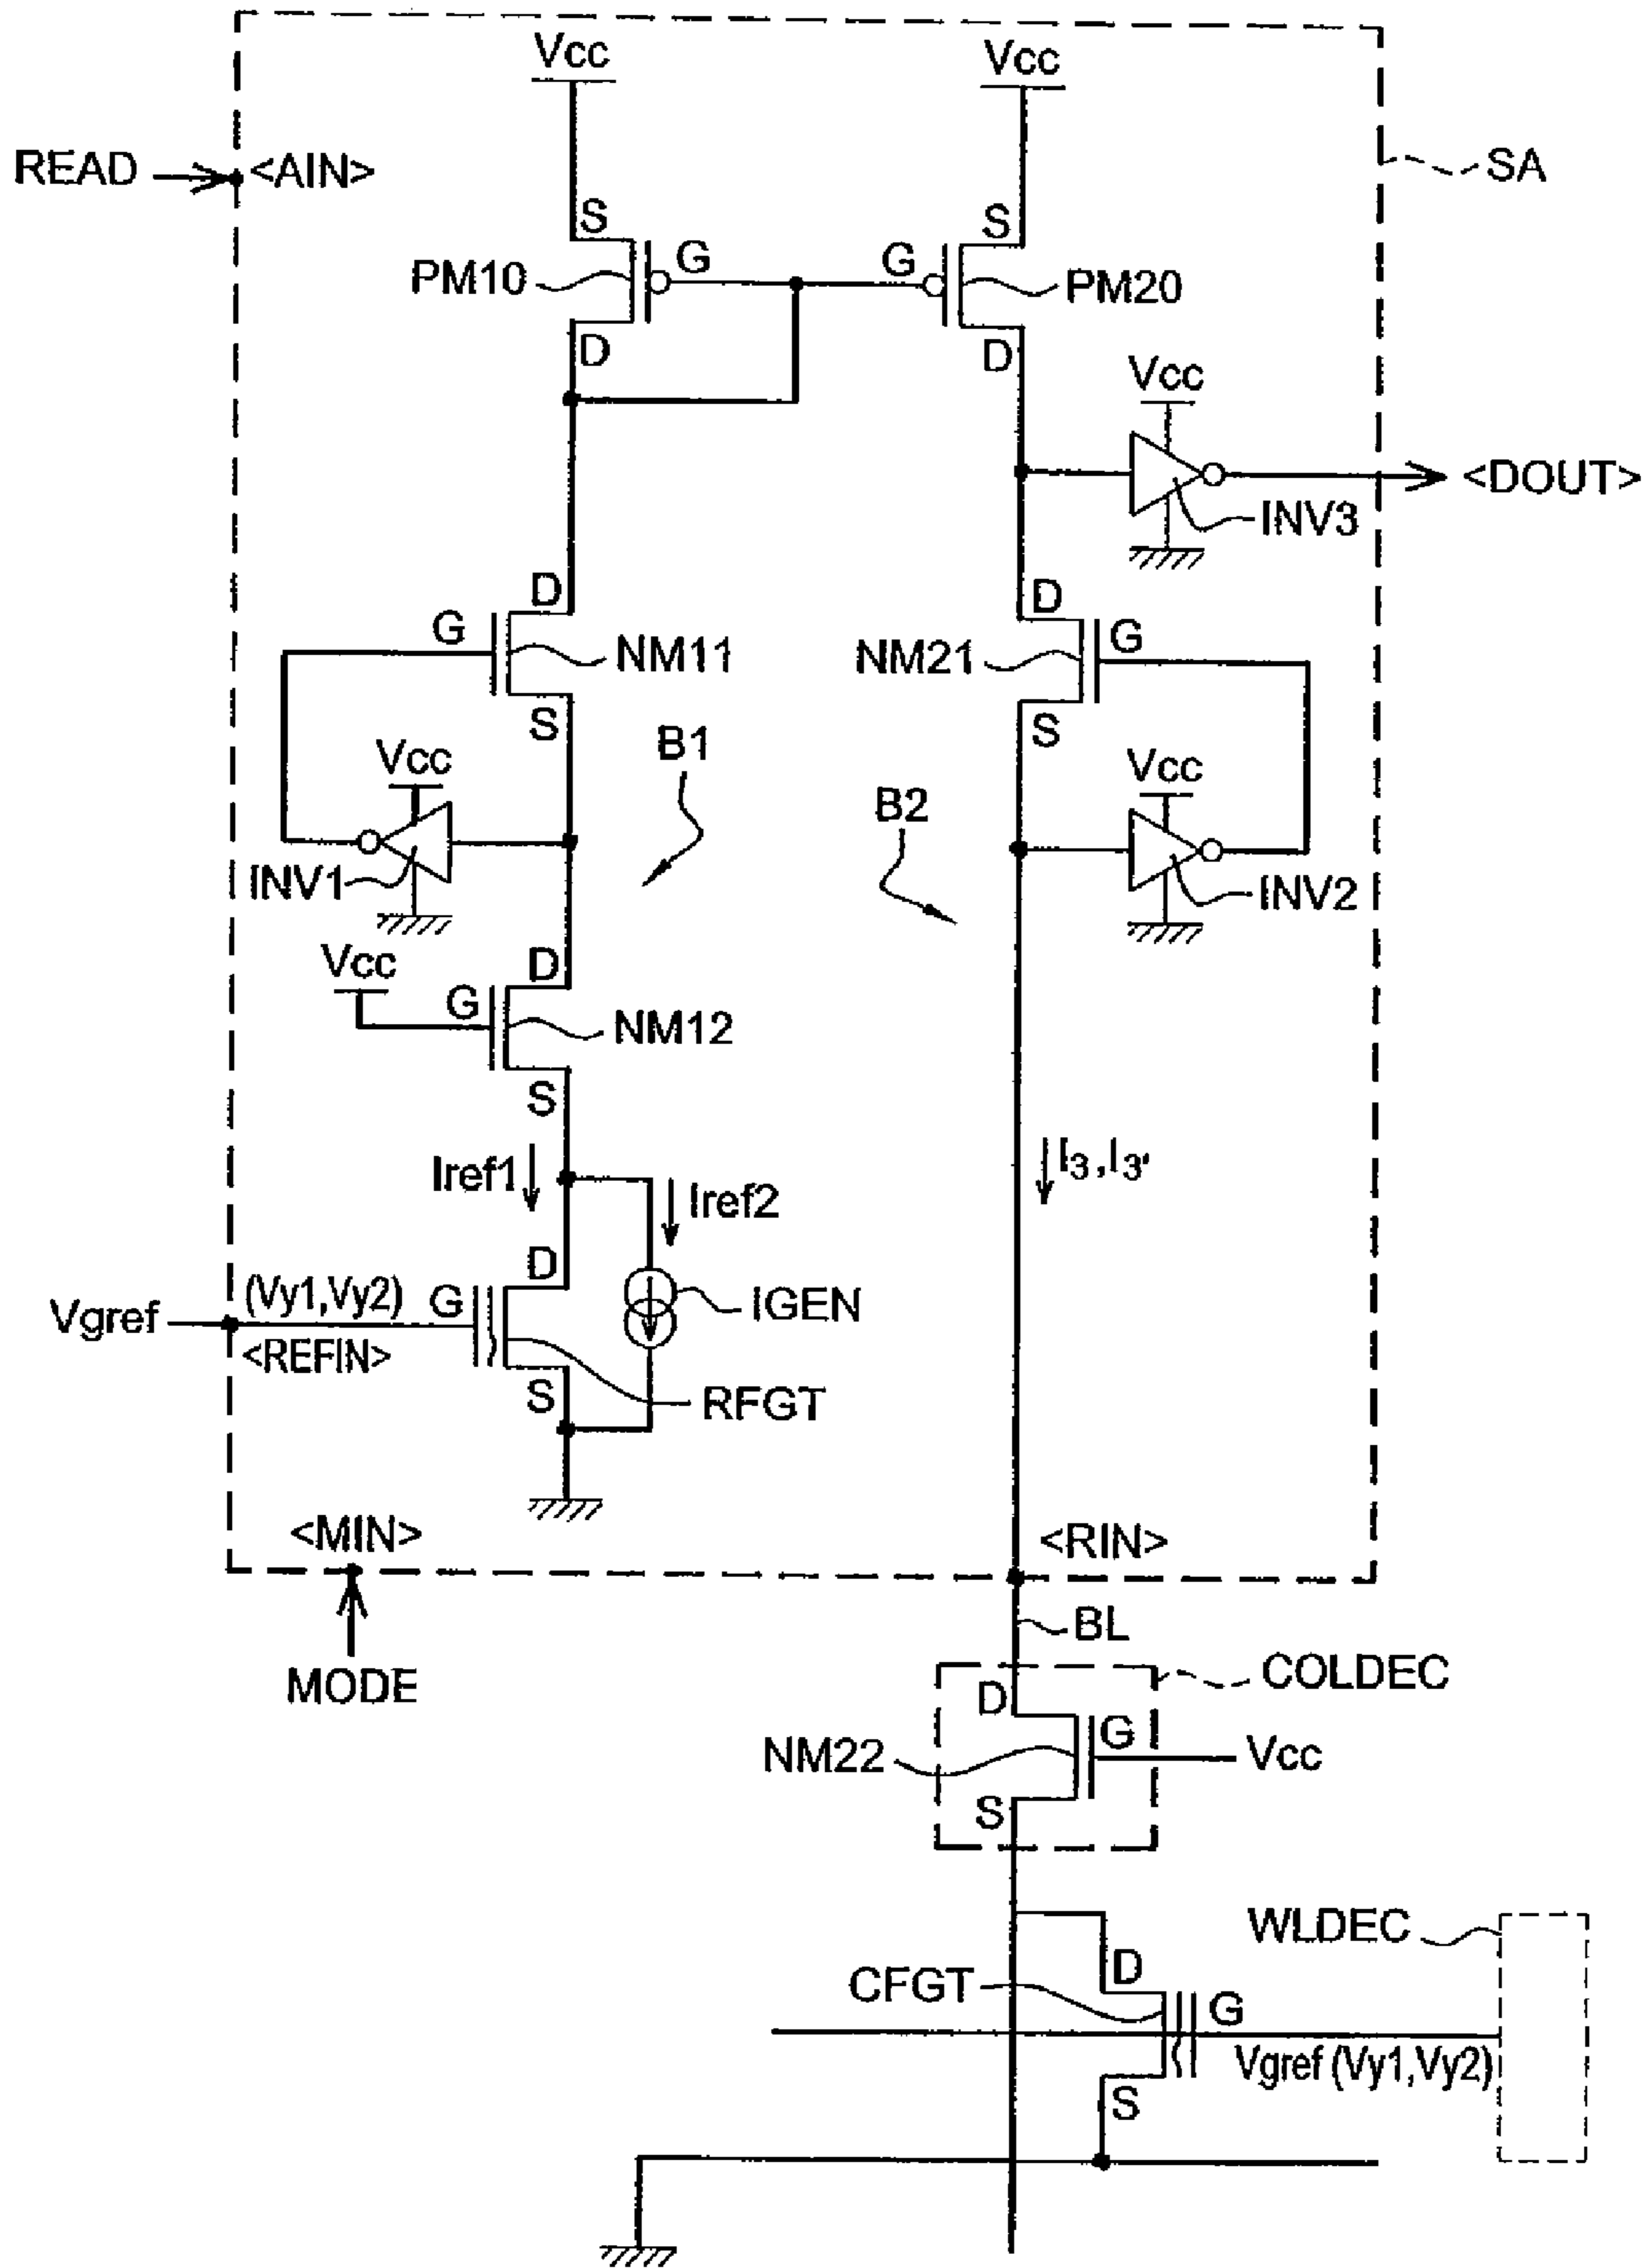 Vcc
Vcc
READ
<AIN>
SA
S
S
PM10
G
G
PM20
D
D
Vcc
<DOUT>
INV3
D
D
G
NM11
NM21
G
S
S
B1
Vcc
Vcc
B2
INV1
INV2
Vcc
D
G
NM12
S
Iref1
Iref2
I3,I3'
D
Vgref
(Vy1,Vy2)
G
IGEN
<REFIN>
S
RFGT
<MIN>
<RIN>
BL
MODE
COLDEC
D
NM22
G
Vcc
S
WLDEC
D
CFGT
G
Vgref (Vy1,Vy2)
S